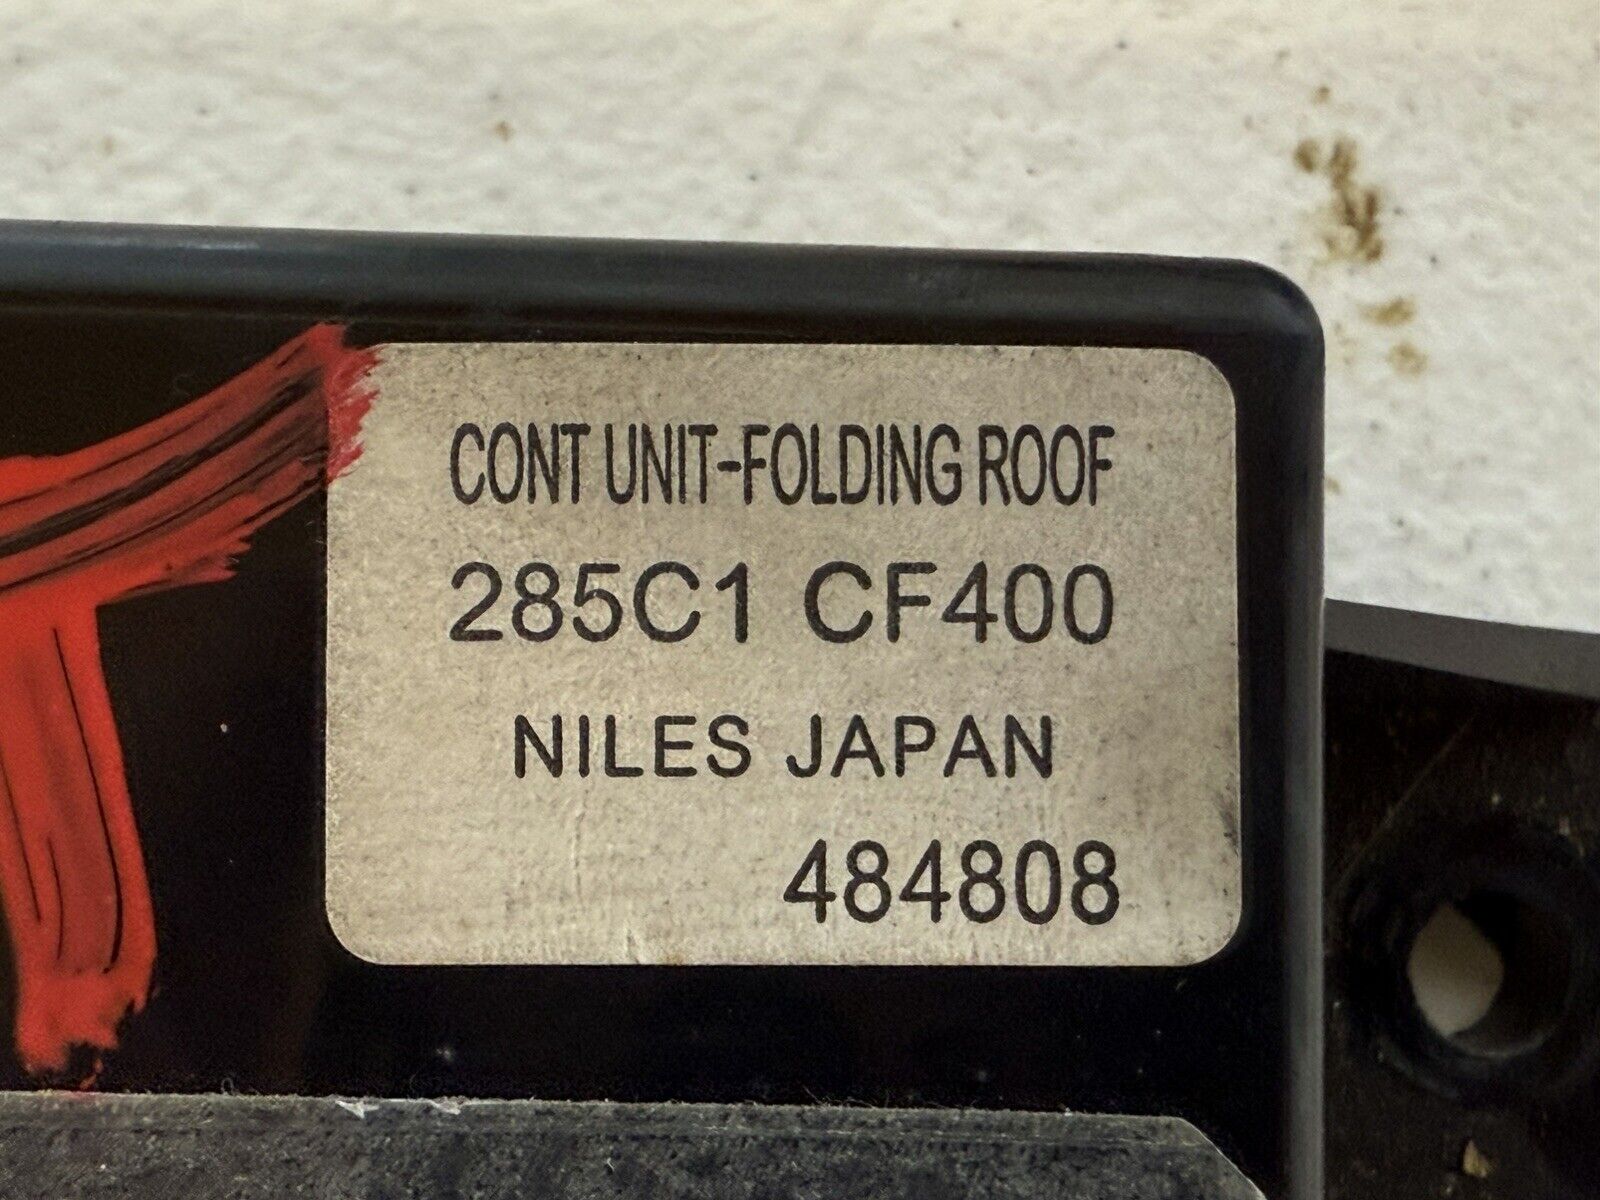 CONT UNIT-FOLDING ROOF
285C1 CF400
NILES JAPAN
484808